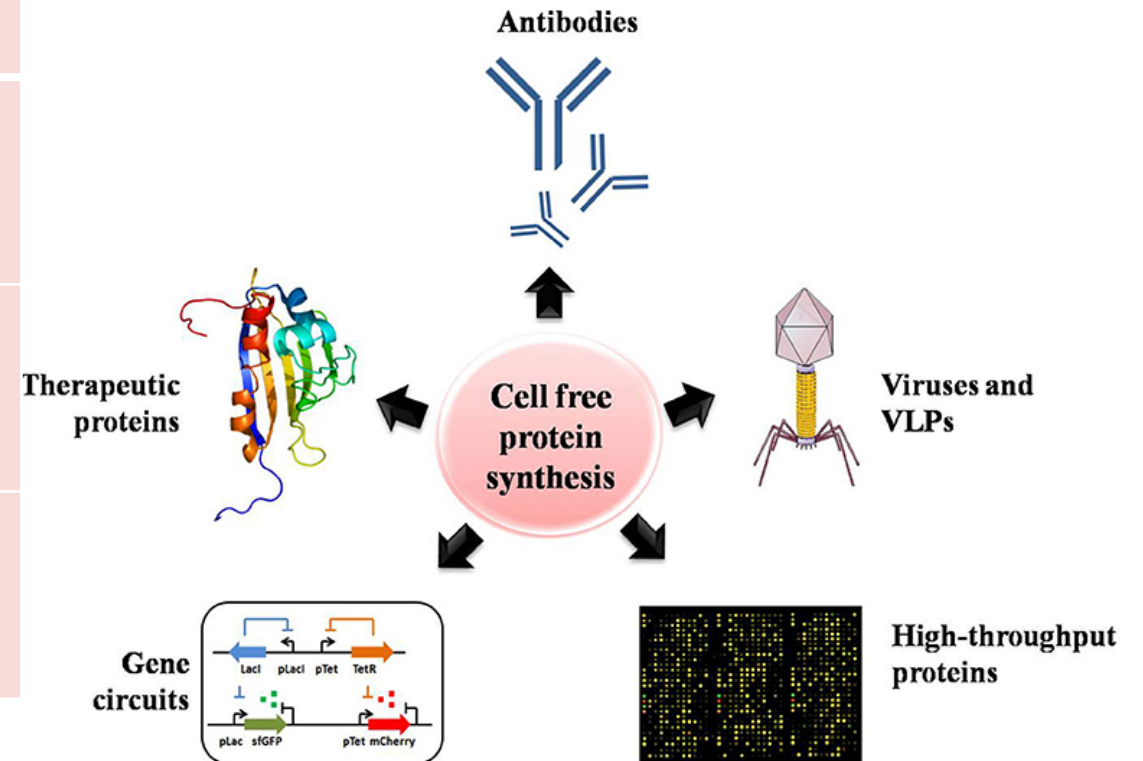 Antibodies
Therapeutic
proteins
Cell free
protein
synthesis
Viruses and
VLPs
Gene
circuits
LacI pLacI pTet TetR
pLac sfGFP pTet mCherry
High-throughput
proteins